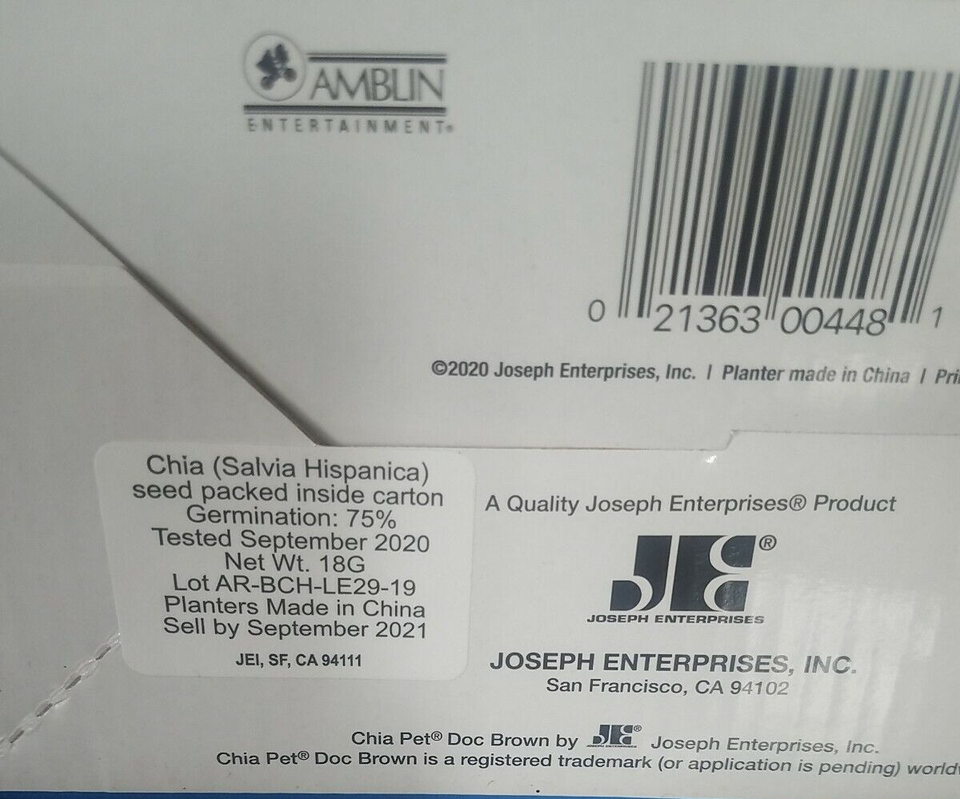 AMBLIN
ENTERTAINMENT®
0 21363 00448 1
©2020 Joseph Enterprises, Inc. I Planter made in China I
Chia (Salvia Hispanica)
seed packed inside carton
Germination: 75%
Tested September 2020
Net Wt. 18G
Lot AR-BCH-LE29-19
Planters Made in China
Sell by September 2021
JEI, SF, CA 94111
A Quality Joseph Enterprises® Product
JE®
JOSEPH ENTERPRISES
JOSEPH ENTERPRISES, INC.
San Francisco, CA 94102
Chia Pet® Doc Brown by JE® Joseph Enterprises, Inc.
Chia Pet® Doc Brown is a registered trademark (or application is pending)